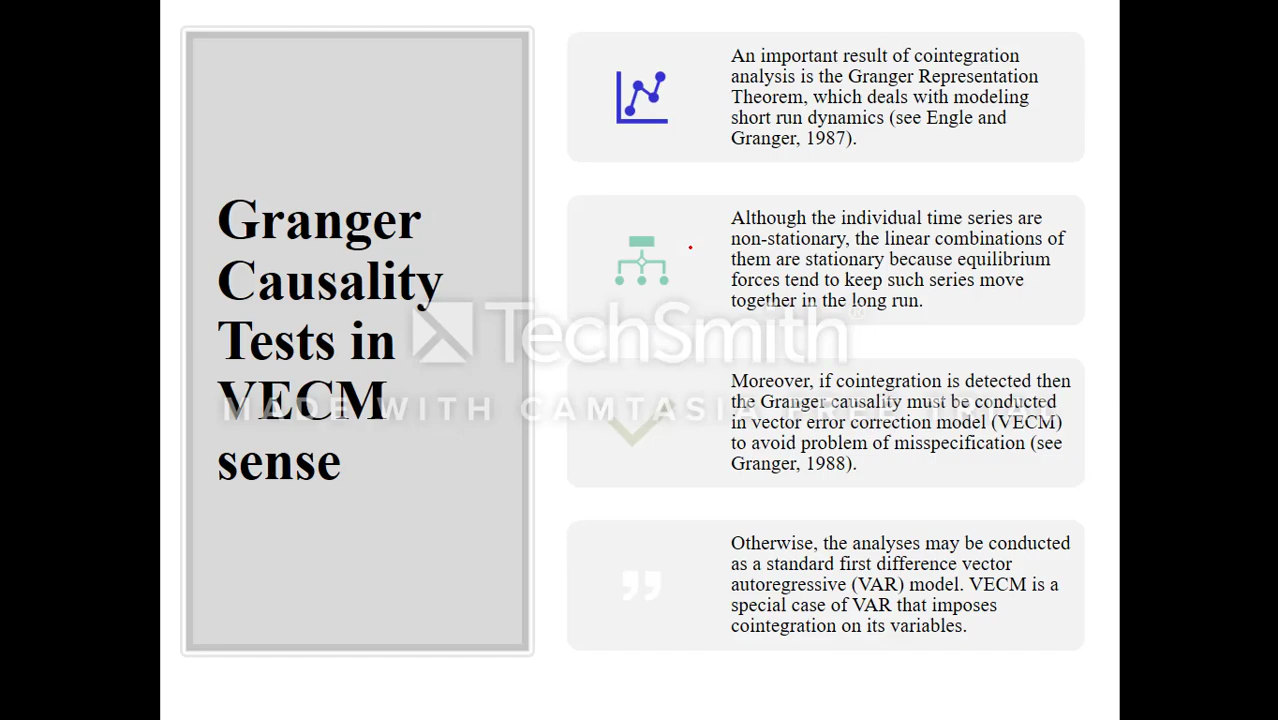 Granger
Causality
Tests in
VECM
sense
An important result of cointegration
analysis is the Granger Representation
Theorem, which deals with modeling
short run dynamics (see Engle and
Granger, 1987).
Although the individual time series are
non-stationary, the linear combinations of
them are stationary because equilibrium
forces tend to keep such series move
together in the long run.
Moreover, if cointegration is detected then
the Granger causality must be conducted
in vector error correction model (VECM)
to avoid problem of misspecification (see
Granger, 1988).
Otherwise, the analyses may be conducted
as a standard first difference vector
autoregressive (VAR) model. VECM is a
special case of VAR that imposes
cointegration on its variables.
TechSmith®
MADE WITH CAMTASIA FREE TRIAL